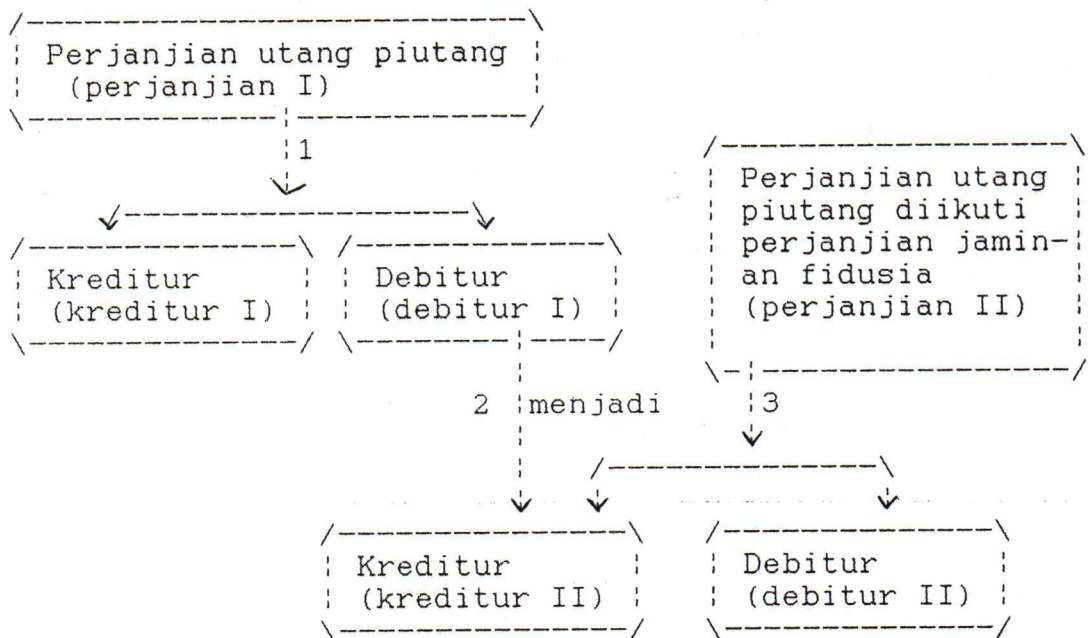 Perjanjian utang piutang
(perjanjian I)
1
Perjanjian utang
piutang diikuti
perjanjian jamin-
an fidusia
(perjanjian II)
Kreditur
(kreditur I)
Debitur
(debitur I)
2 menjadi
3
Kreditur
(kreditur II)
Debitur
(debitur II)